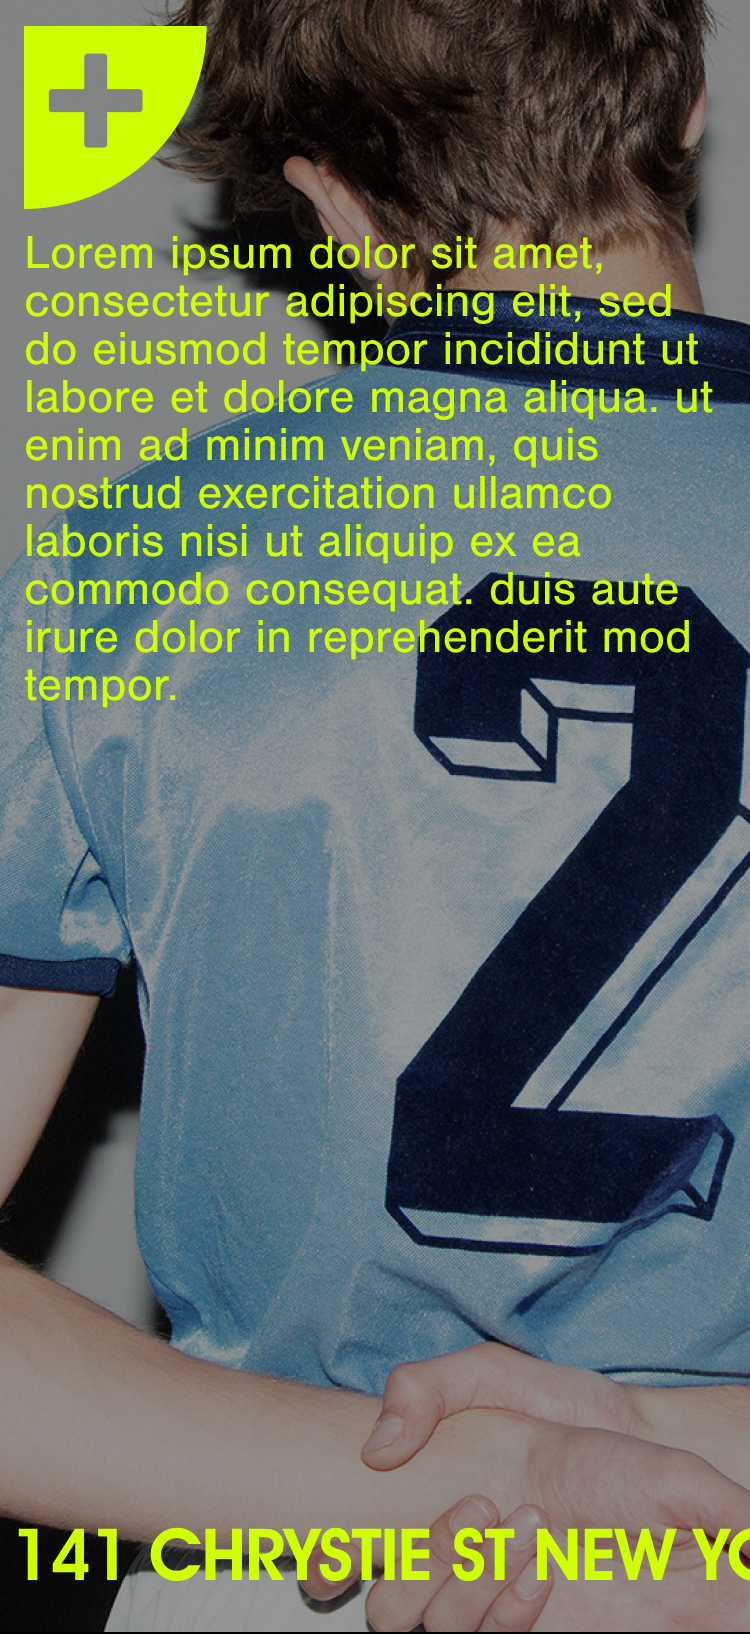 Lorem ipsum dolor sit amet,
consectetur adipiscing elit, sed
do eiusmod tempor incididunt ut
labore et dolore magna aliqua. ut
enim ad minim veniam, quis
nostrud exercitation ullamco
laboris nisi ut aliquip ex ea
commodo consequat. duis aute
irure dolor in reprehenderit mod
tempor.
2
141 CHRYSTIE ST NEW YO